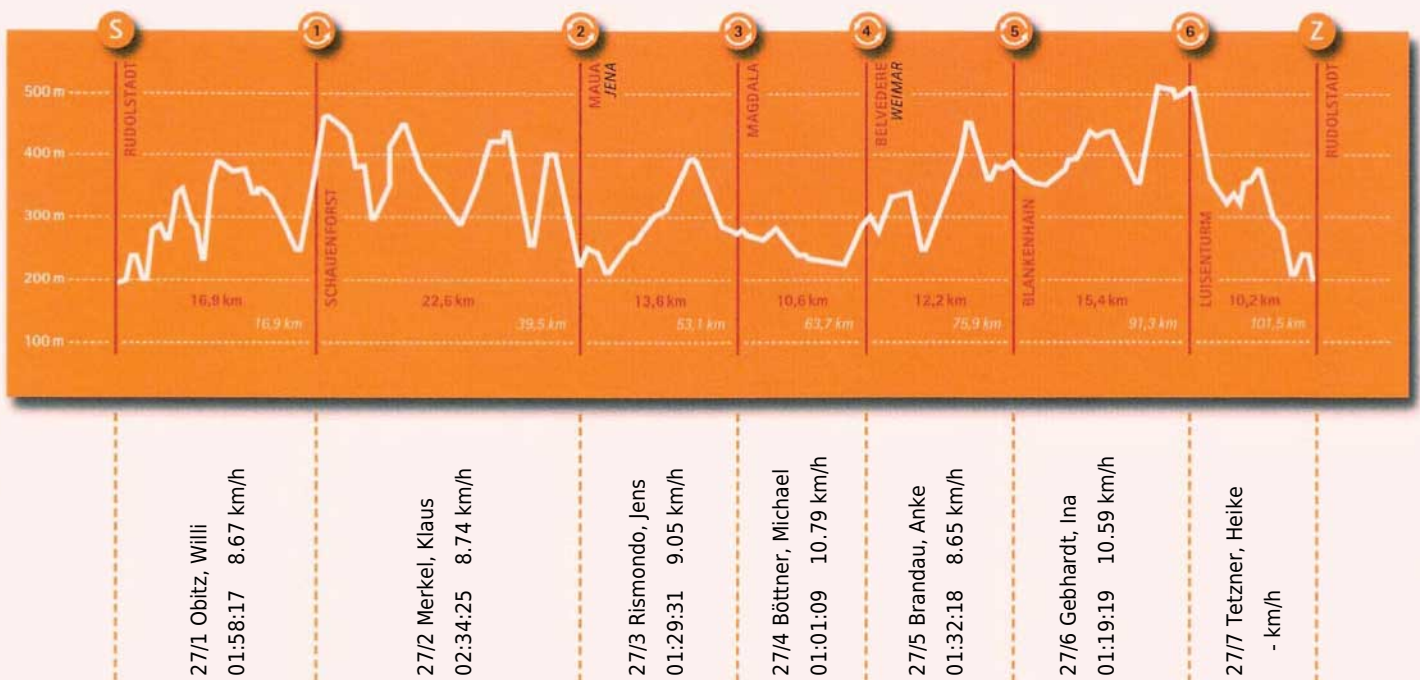 S
1
2
3
4
5
6
Z
RUDOLSTADT
SCHAUENFORST
MAUA
JENA
MAGDALA
BELVEDERE
WEIMAR
BLANKENHAIN
LUISENTURM
RUDOLSTADT
500 m
400 m
300 m
200 m
100 m
16,9 km
22,6 km
13,6 km
10,6 km
12,2 km
15,4 km
10,2 km
16,9 km
39,5 km
53,1 km
63,7 km
75,9 km
91,3 km
101,5 km
27/1 Obitz, Willi
01:58:17 8.67 km/h
27/2 Merkel, Klaus
02:34:25 8.74 km/h
27/3 Rismondo, Jens
01:29:31 9.05 km/h
27/4 Böttner, Michael
01:01:09 10.79 km/h
27/5 Brandau, Anke
01:32:18 8.65 km/h
27/6 Gebhardt, Ina
01:19:19 10.59 km/h
27/7 Tetzner, Heike
- km/h